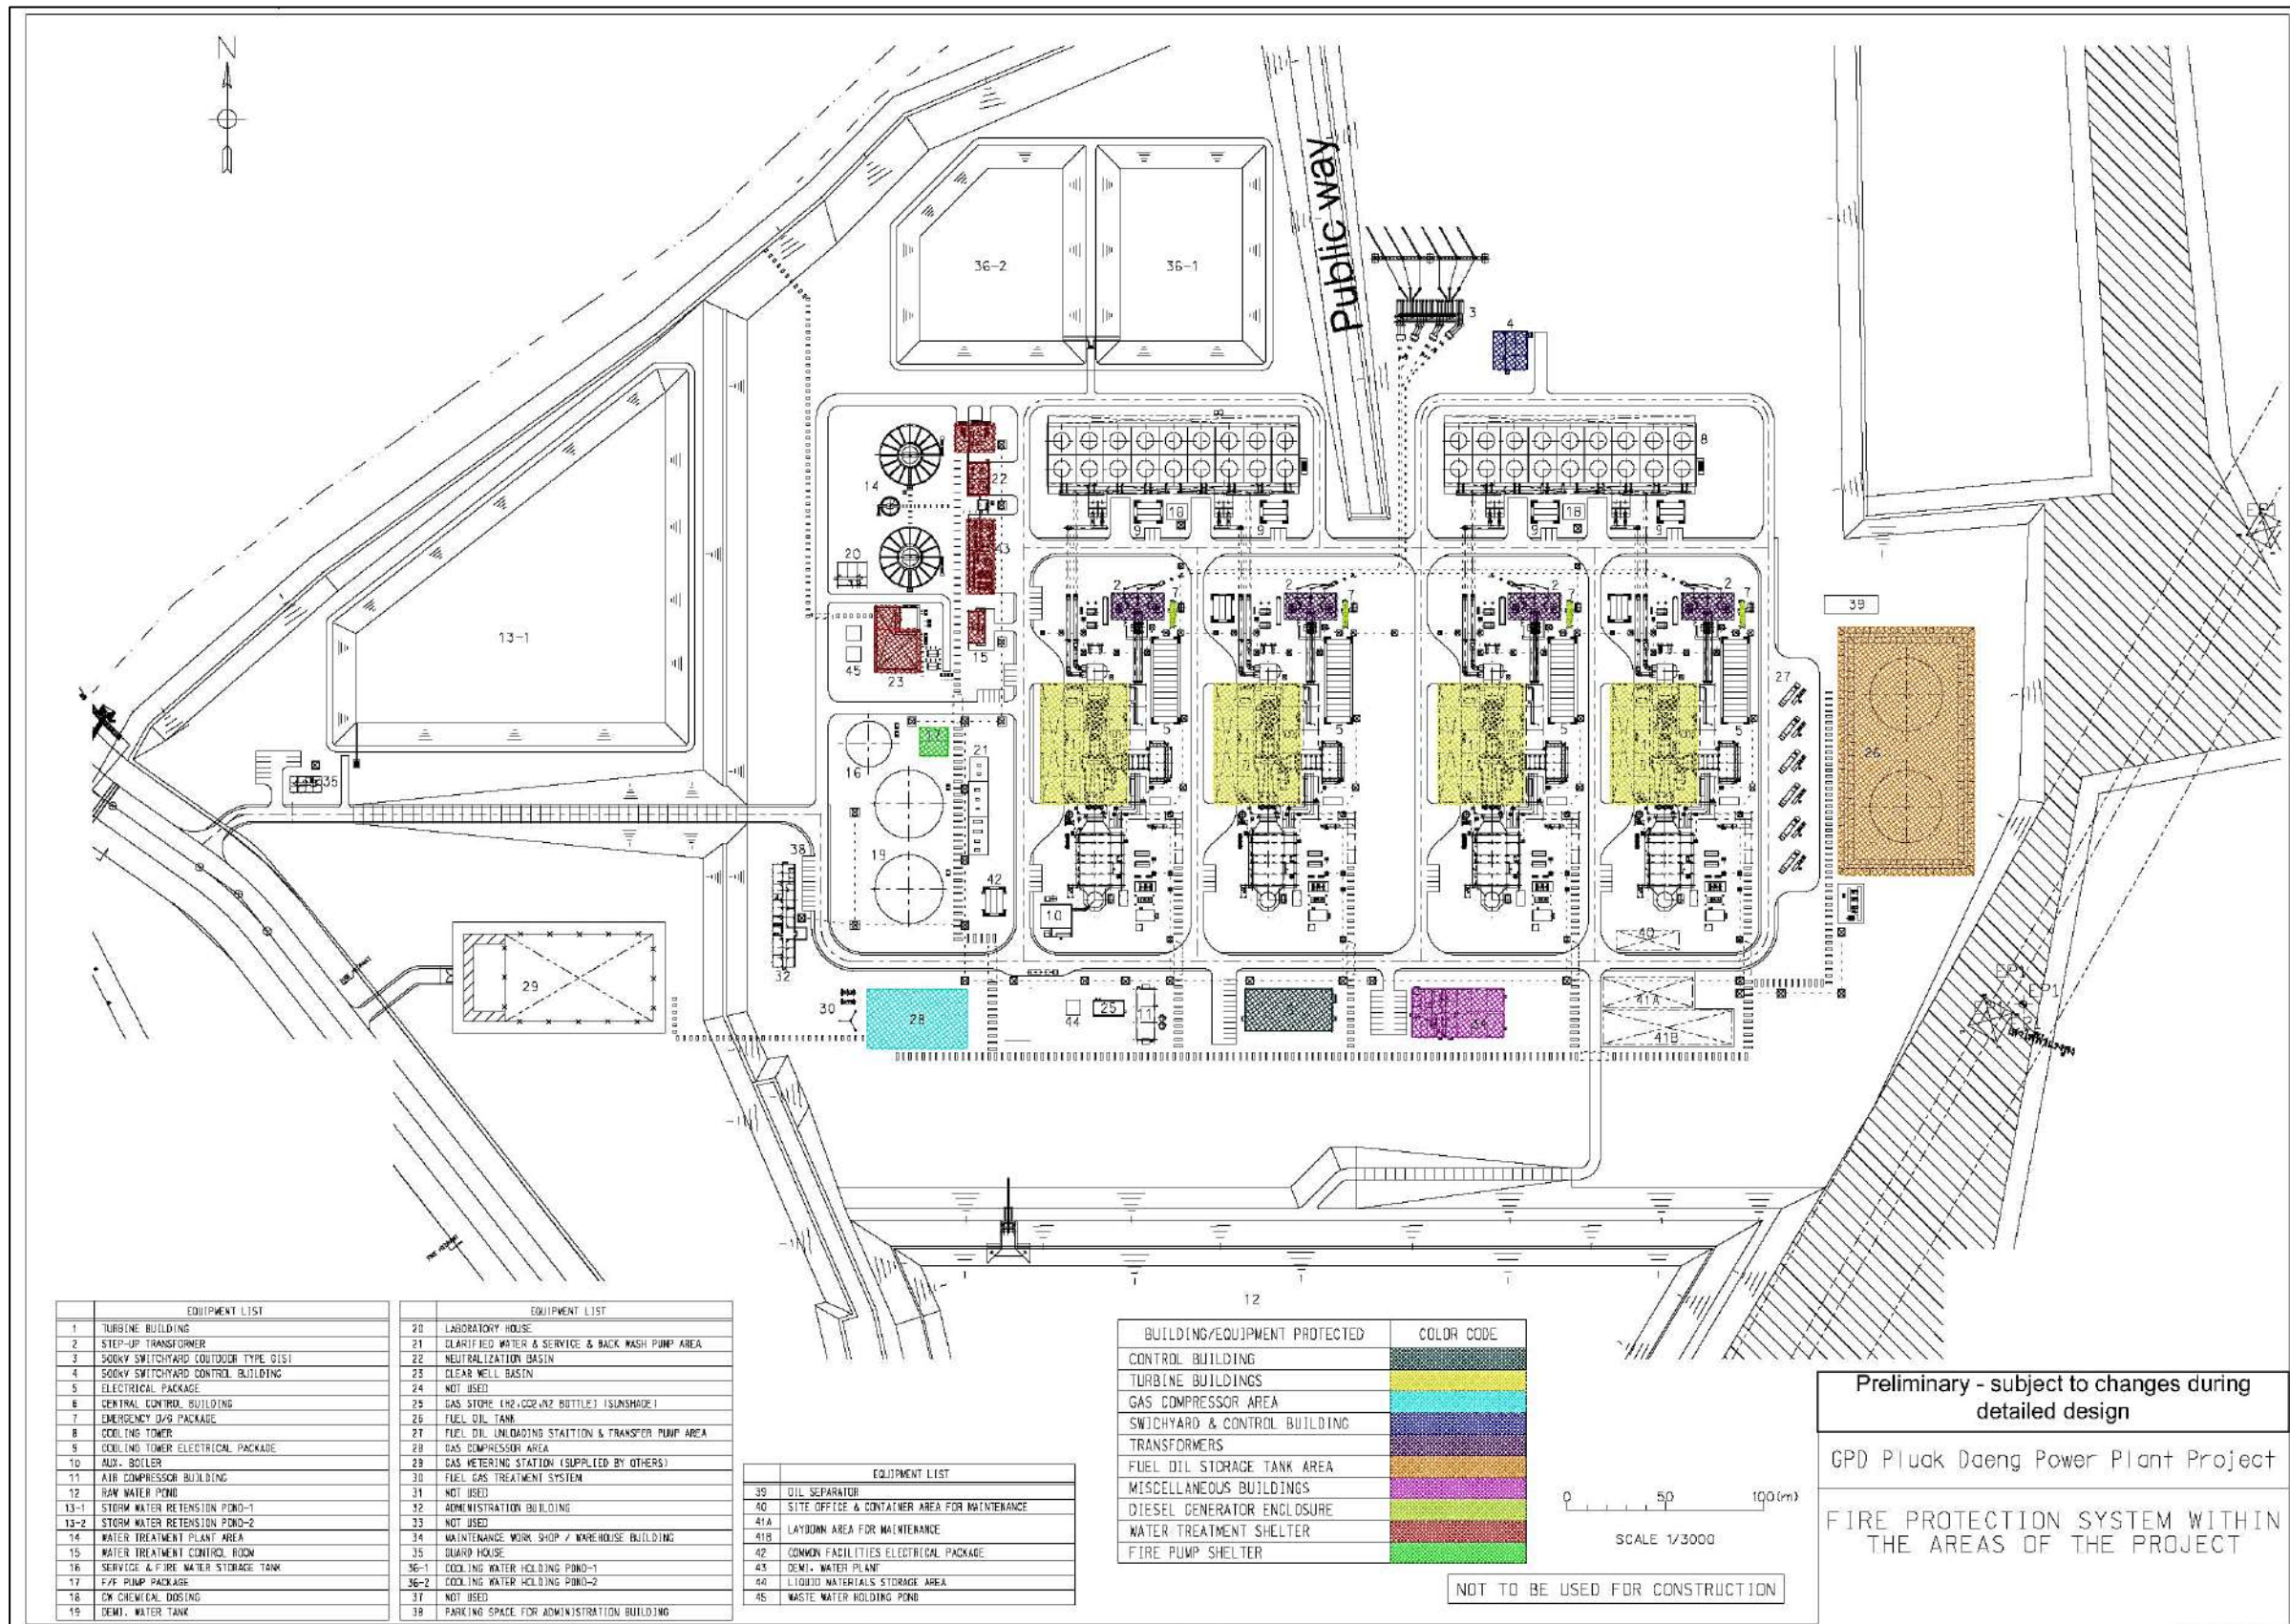 N
Public way
36-2
36-1
3
4
8
8
22
14
18
18
9
9
9
9
43
20
2
2
2
2
7
7
7
7
39
13-1
15
45
23
27
17
21
5
5
5
5
16
26
35
38
19
42
10
40
32
29
30
28
44
25
11
34
41A
41B
EP1
EP1
EP1
12
EQUIPMENT LIST
1 TURBINE BUILDING
2 STEP-UP TRANSFORMER
3 500kV SWITCHYARD (OUTDOOR TYPE GIS)
4 500kV SWITCHYARD CONTROL BUILDING
5 ELECTRICAL PACKAGE
6 CENTRAL CONTROL BUILDING
7 EMERGENCY D/G PACKAGE
8 COOLING TOWER
9 COOLING TOWER ELECTRICAL PACKAGE
10 AUX. BOILER
11 AIR COMPRESSOR BUILDING
12 RAW WATER POND
13-1 STORM WATER RETENSION POND-1
13-2 STORM WATER RETENSION POND-2
14 WATER TREATMENT PLANT AREA
15 WATER TREATMENT CONTROL ROOM
16 SERVICE & FIRE WATER STORAGE TANK
17 F/F PUMP PACKAGE
18 CW CHEMICAL DOSING
19 DEMI. WATER TANK
EQUIPMENT LIST
20 LABORATORY HOUSE
21 CLARIFIED WATER & SERVICE & BACK WASH PUMP AREA
22 NEUTRALIZATION BASIN
23 CLEAR WELL BASIN
24 NOT USED
25 GAS STORE (H2,CO2,N2 BOTTLE) (SUNSHADE)
26 FUEL OIL TANK
27 FUEL OIL UNLOADING STAITION & TRANSFER PUMP AREA
28 GAS COMPRESSOR AREA
29 GAS METERING STATION (SUPPLIED BY OTHERS)
30 FUEL GAS TREATMENT SYSTEM
31 NOT USED
32 ADMINISTRATION BUILDING
33 NOT USED
34 MAINTENANCE WORK SHOP / WAREHOUSE BUILDING
35 GUARD HOUSE
36-1 COOLING WATER HOLDING POND-1
36-2 COOLING WATER HOLDING POND-2
37 NOT USED
38 PARKING SPACE FOR ADMINISTRATION BUILDING
EQUIPMENT LIST
39 OIL SEPARATOR
40 SITE OFFICE & CONTAINER AREA FOR MAINTENANCE
41A
41B LAYDOWN AREA FOR MAINTENANCE
42 COMMON FACILITIES ELECTRICAL PACKAGE
43 DEMI. WATER PLANT
44 LIQUID MATERIALS STORAGE AREA
45 WASTE WATER HOLDING POND
BUILDING/EQUIPMENT PROTECTED COLOR CODE
CONTROL BUILDING
TURBINE BUILDINGS
GAS COMPRESSOR AREA
SWICHYARD & CONTROL BUILDING
TRANSFORMERS
FUEL OIL STORAGE TANK AREA
MISCELLANEOUS BUILDINGS
DIESEL GENERATOR ENCLOSURE
WATER TREATMENT SHELTER
FIRE PUMP SHELTER
0 50 100(m)
SCALE 1/3000
NOT TO BE USED FOR CONSTRUCTION
Preliminary - subject to changes during
detailed design
GPD Pluak Daeng Power Plant Project
FIRE PROTECTION SYSTEM WITHIN
THE AREAS OF THE PROJECT